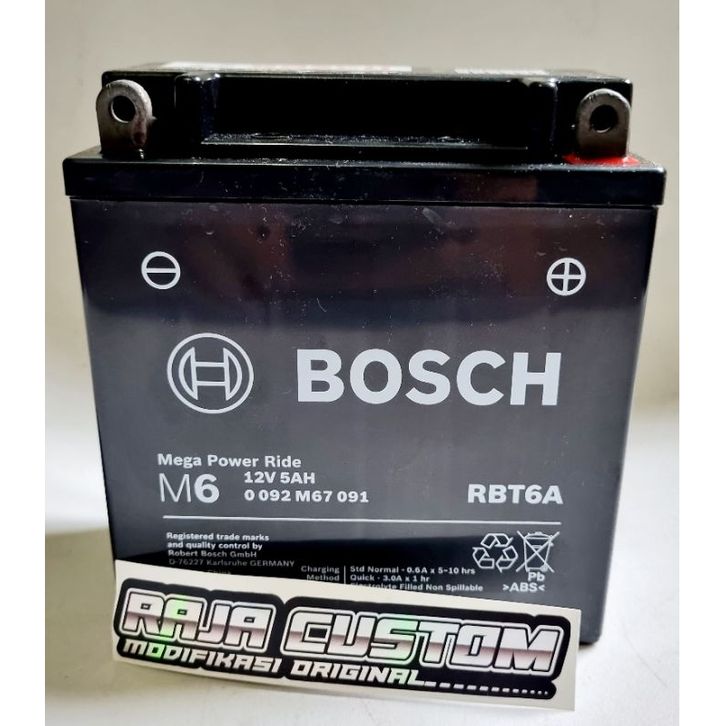 BOSCH
Mega Power Ride
M6
12V 5AH
0 092 M67 091
RBT6A
Registered trade marks
and quality control by
Robert Bosch GmbH
D-76227 Karlsruhe GERMANY
Charging Method
Std Normal - 0.6A x 5~10 hrs
Quick - 3.0A x 1 hr
Filled Non Spillable
Pb
>ABS<
RAJA CUSTOM
MODIFIKASI ORIGINAL